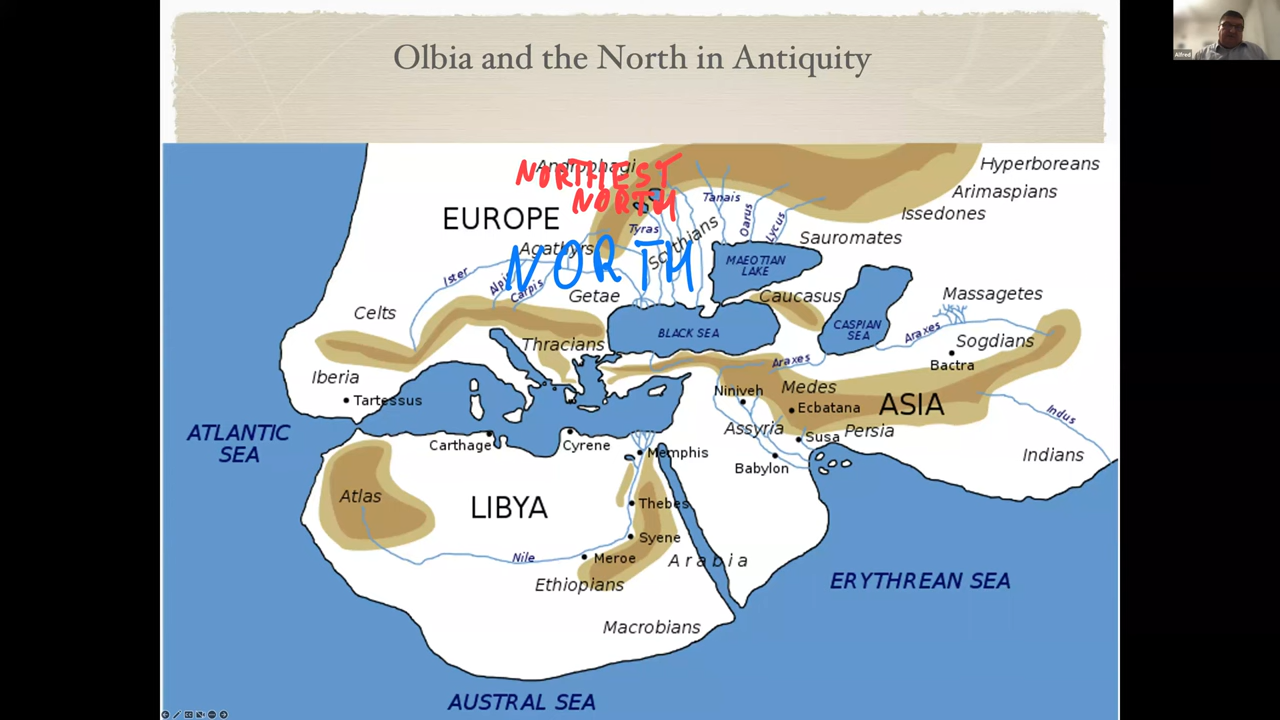 Olbia and the North in Antiquity
Alfred
Androphagi
NORTHEST
NORTH
Hyperboreans
Arimaspians
Issedones
EUROPE
Tanais
Oarus
Lycus
Tyras
Scythians
Sauromates
Agathyrs
NORTH
MAEOTIAN
LAKE
Ister
Alpis
Carpis
Getae
Caucasus
Massagetes
Celts
BLACK SEA
CASPIAN
SEA
Araxes
Sogdians
Thracians
Araxes
Bactra
Iberia
Tartessus
Niniveh
Medes
Ecbatana
ASIA
Indus
ATLANTIC
SEA
Carthage
Cyrene
Memphis
Assyria
Susa
Persia
Babylon
Indians
Atlas
LIBYA
Thebes
Syene
Nile
Meroe
Arabia
Ethiopians
ERYTHREAN SEA
Macrobians
AUSTRAL SEA